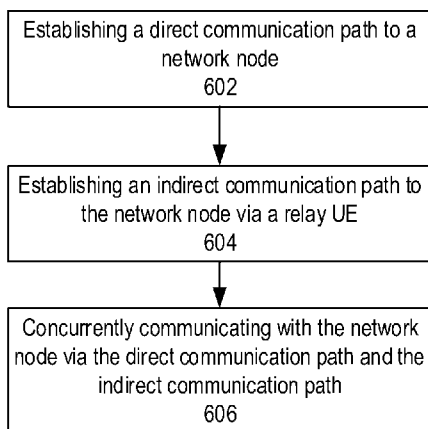 Establishing a direct communication path to a
network node
602
Establishing an indirect communication path to
the network node via a relay UE
604
Concurrently communicating with the network
node via the direct communication path and the
indirect communication path
606